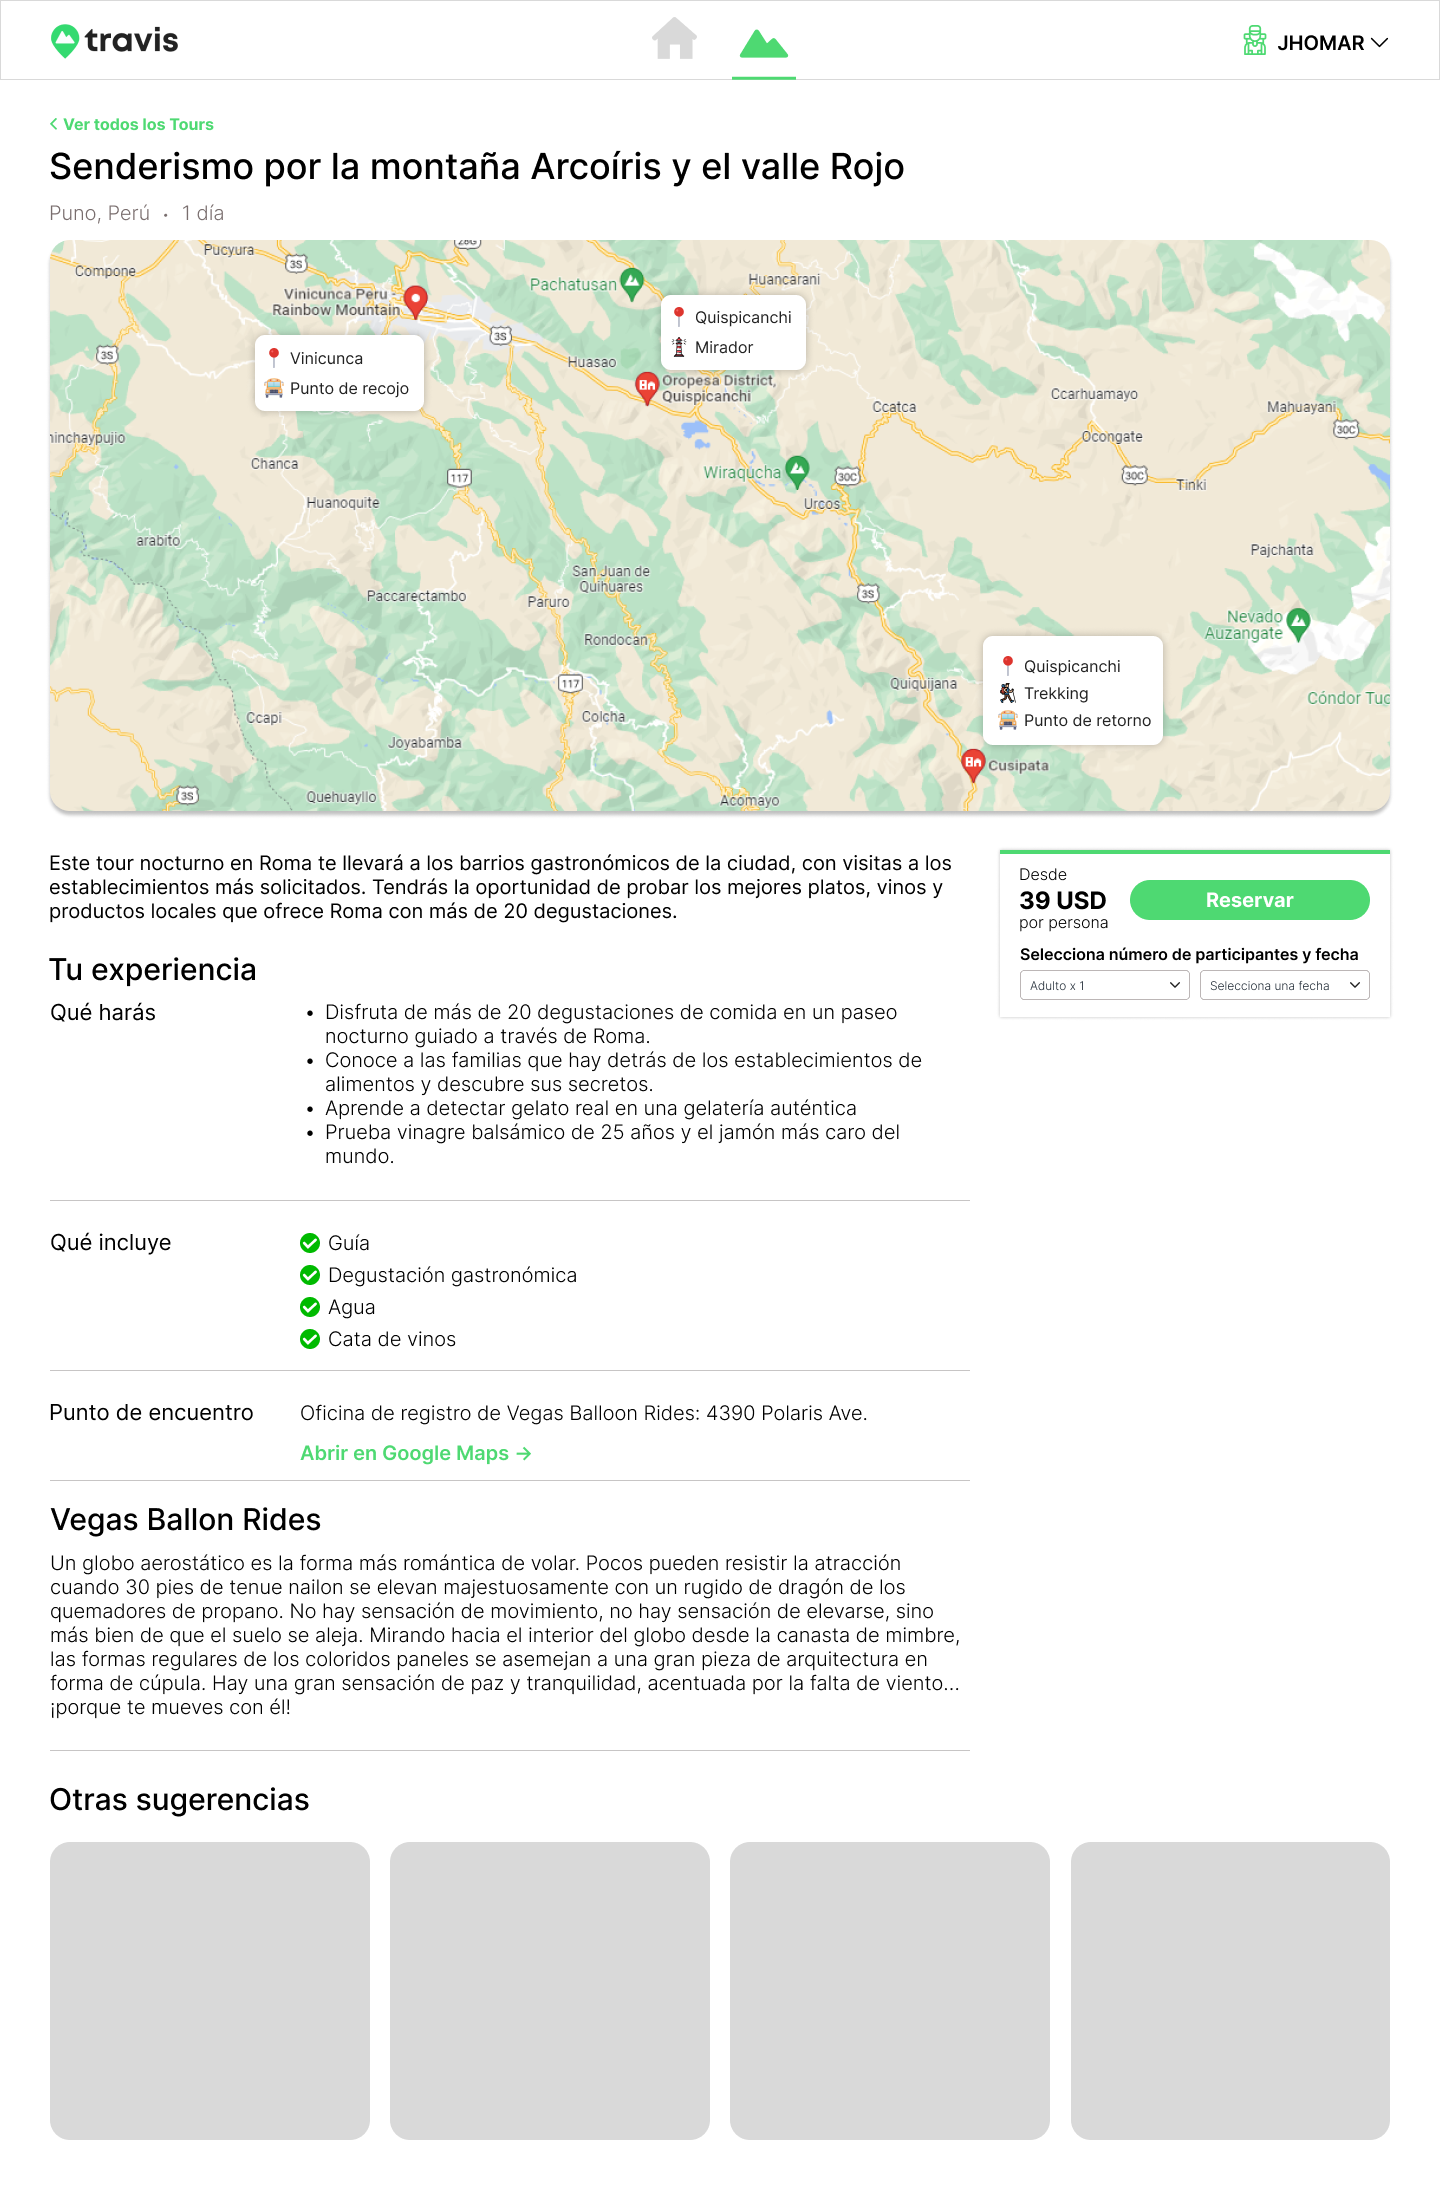 travis
JHOMAR
Ver todos los Tours
Senderismo por la montaña Arcoíris y el valle Rojo
Puno, Perú • 1 día
Pucyura
28G
3S
Compone
Pachatusan
Huancarani
Vinicunca Peru -
Rainbow Mountain
Quispicanchi
Mirador
3S
3S
Vinicunca
Punto de recojo
Huasao
Oropesa District,
Quispicanchi
Ccatca
Ccarhuamayo
Mahuayani
30C
Ocongate
inchaypujio
Chanca
117
Wiraqucha
30C
30C
Tinki
Huanoquite
Urcos
arabito
Pajchanta
San Juan de
Quihuares
Paccarectambo
Paruro
3S
Nevado
Auzangate
Rondocan
Quispicanchi
Trekking
Punto de retorno
117
Quiquijana
Cóndor Tuc
Ccapi
Colcha
Joyabamba
Cusipata
3S
Quehuayllo
Acomayo
Este tour nocturno en Roma te llevará a los barrios gastronómicos de la ciudad, con visitas a los
establecimientos más solicitados. Tendrás la oportunidad de probar los mejores platos, vinos y
productos locales que ofrece Roma con más de 20 degustaciones.
Desde
39 USD
por persona
Reservar
Selecciona número de participantes y fecha
Adulto x 1
Selecciona una fecha
Tu experiencia
Qué harás
• Disfruta de más de 20 degustaciones de comida en un paseo
nocturno guiado a través de Roma.
• Conoce a las familias que hay detrás de los establecimientos de
alimentos y descubre sus secretos.
• Aprende a detectar gelato real en una gelatería auténtica
• Prueba vinagre balsámico de 25 años y el jamón más caro del
mundo.
Qué incluye
Guía
Degustación gastronómica
Agua
Cata de vinos
Punto de encuentro
Oficina de registro de Vegas Balloon Rides: 4390 Polaris Ave.
Abrir en Google Maps →
Vegas Ballon Rides
Un globo aerostático es la forma más romántica de volar. Pocos pueden resistir la atracción
cuando 30 pies de tenue nailon se elevan majestuosamente con un rugido de dragón de los
quemadores de propano. No hay sensación de movimiento, no hay sensación de elevarse, sino
más bien de que el suelo se aleja. Mirando hacia el interior del globo desde la canasta de mimbre,
las formas regulares de los coloridos paneles se asemejan a una gran pieza de arquitectura en
forma de cúpula. Hay una gran sensación de paz y tranquilidad, acentuada por la falta de viento...
¡porque te mueves con él!
Otras sugerencias